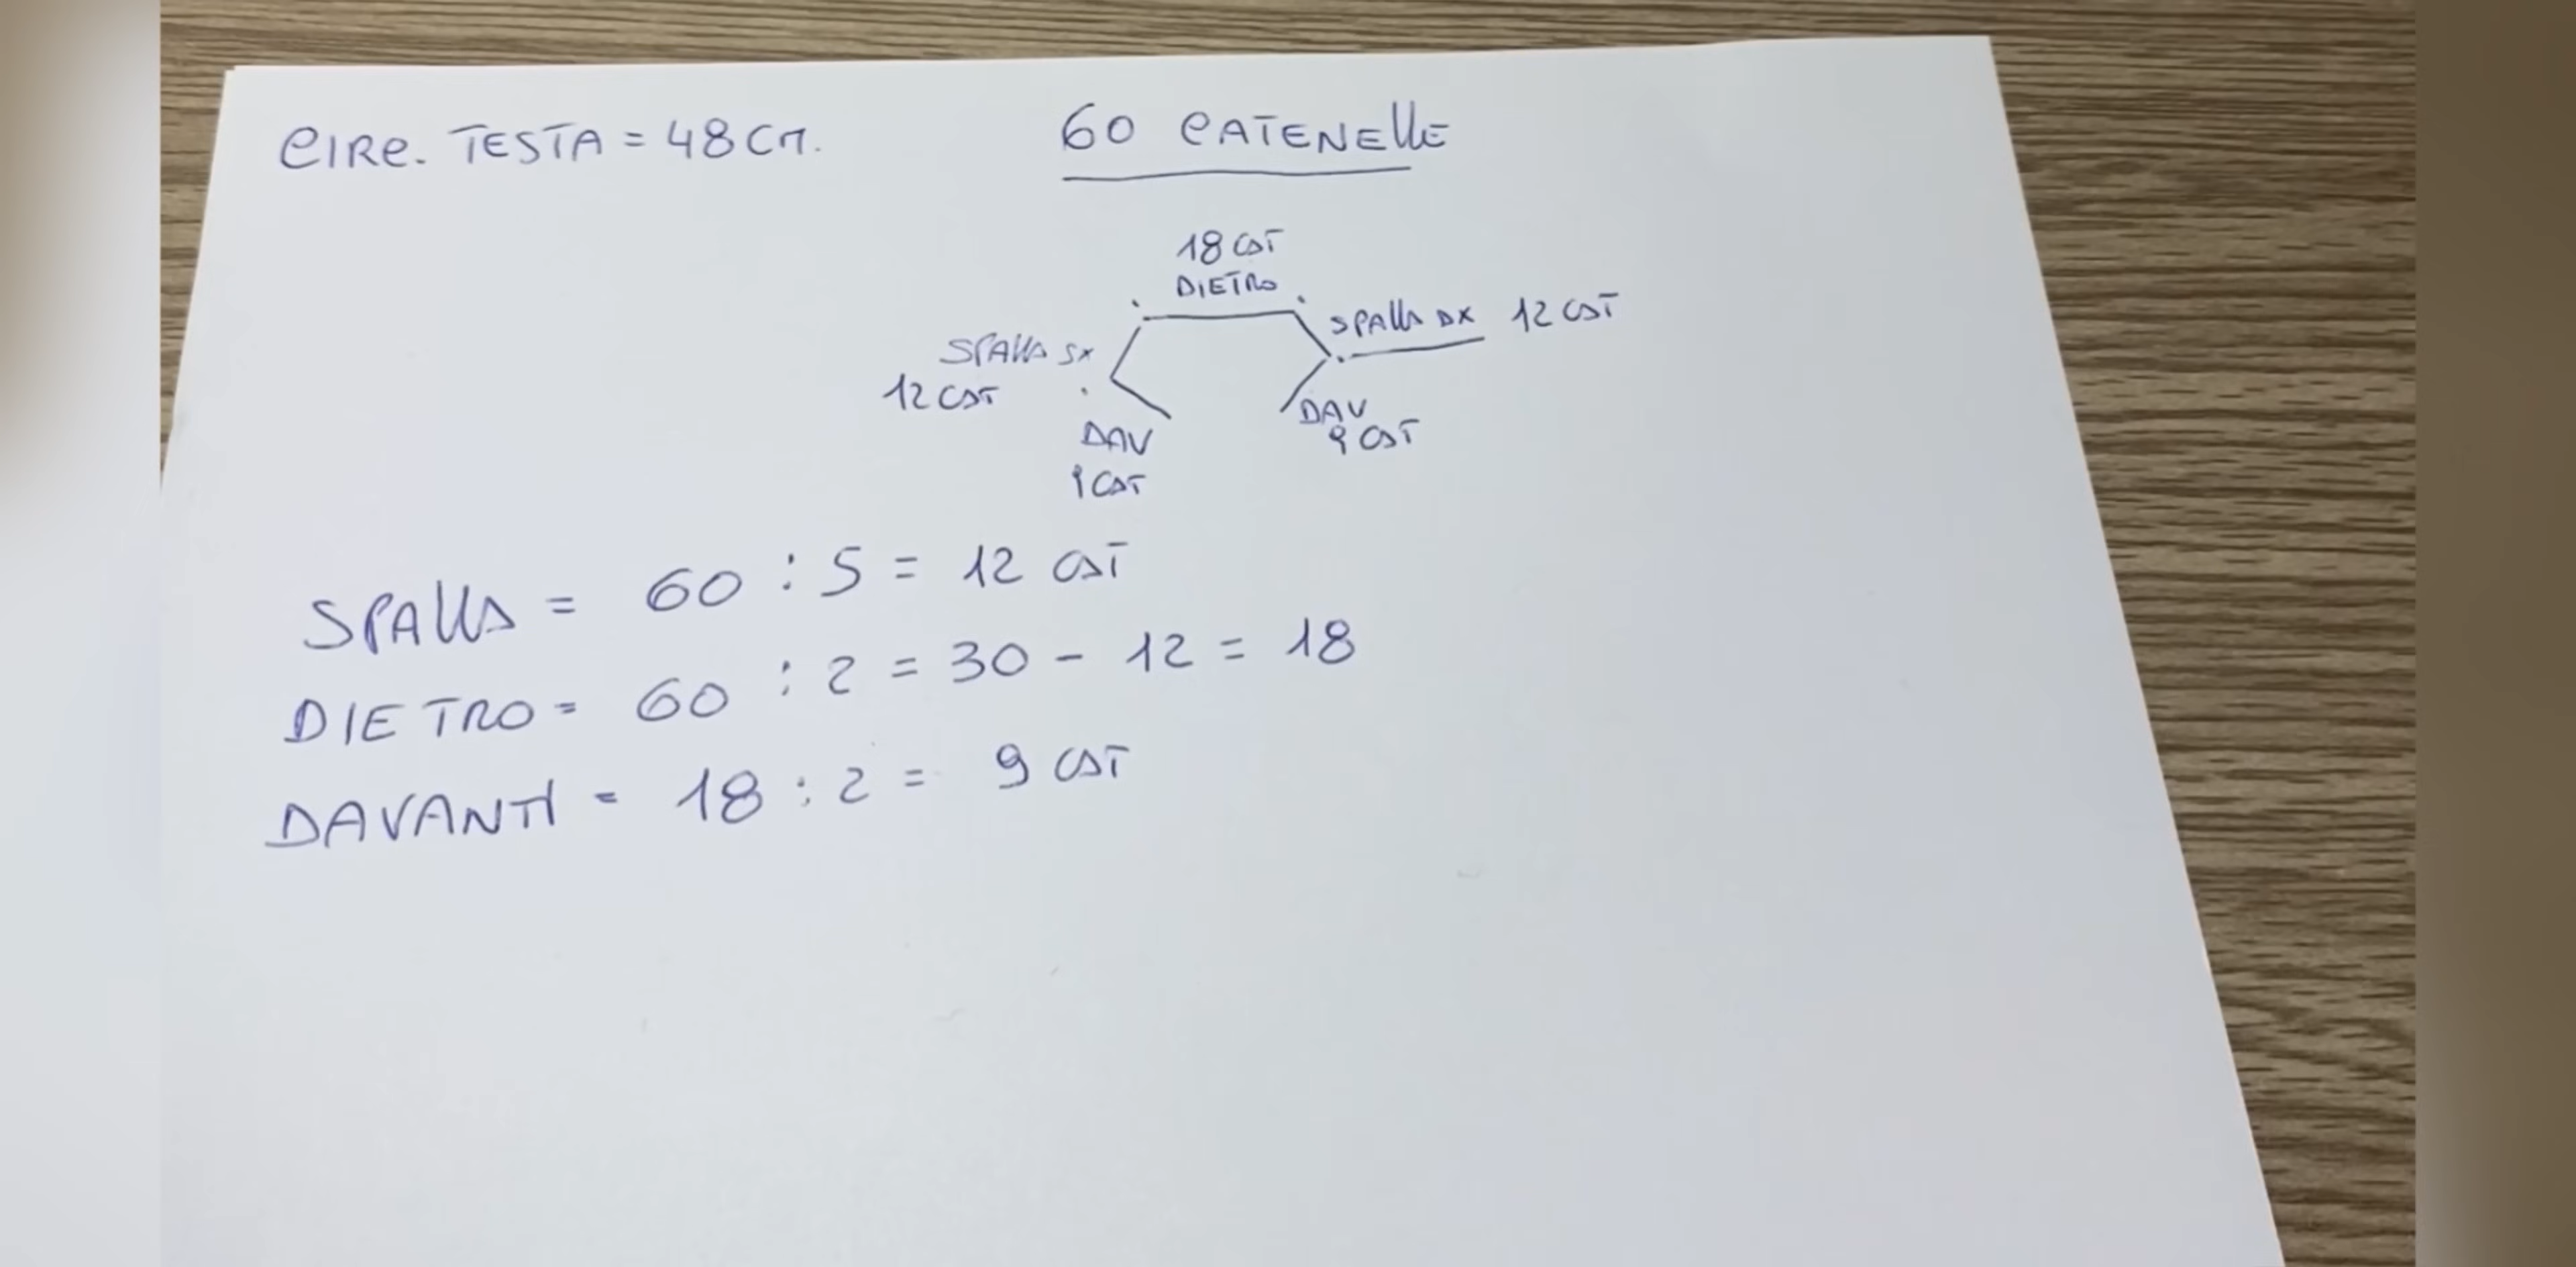 CIRC. TESTA = 48 CM.
60 CATENELLE
18 CAT
DIETRO
SPALLA DX 12 CAT
SPALLA SX
12 CAT
DAV
9 CAT
DAV
9 CAT
SPALLA = 60 : 5 = 12 CAT
DIETRO = 60 : 2 = 30 - 12 = 18
DAVANTI = 18 : 2 = 9 CAT